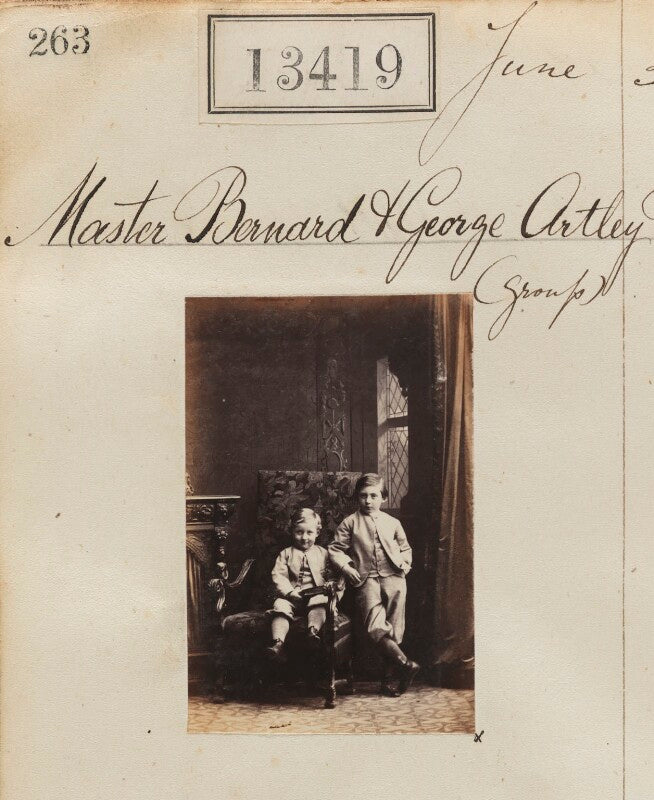 263
13419
June
Master Bernard & George Artley
(Group)
x